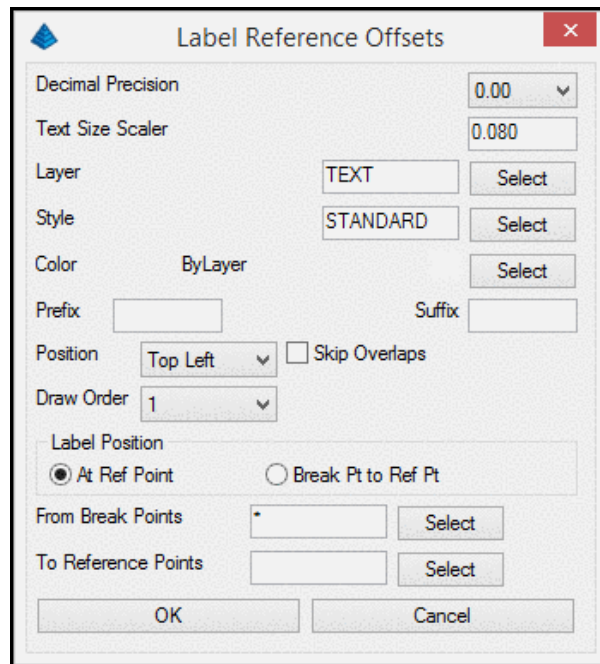 Label Reference Offsets
Decimal Precision 0.00
Text Size Scaler 0.080
Layer TEXT Select
Style STANDARD Select
Color ByLayer Select
Prefix Suffix
Position Top Left Skip Overlaps
Draw Order 1
Label Position
At Ref Point Break Pt to Ref Pt
From Break Points * Select
To Reference Points Select
OK Cancel